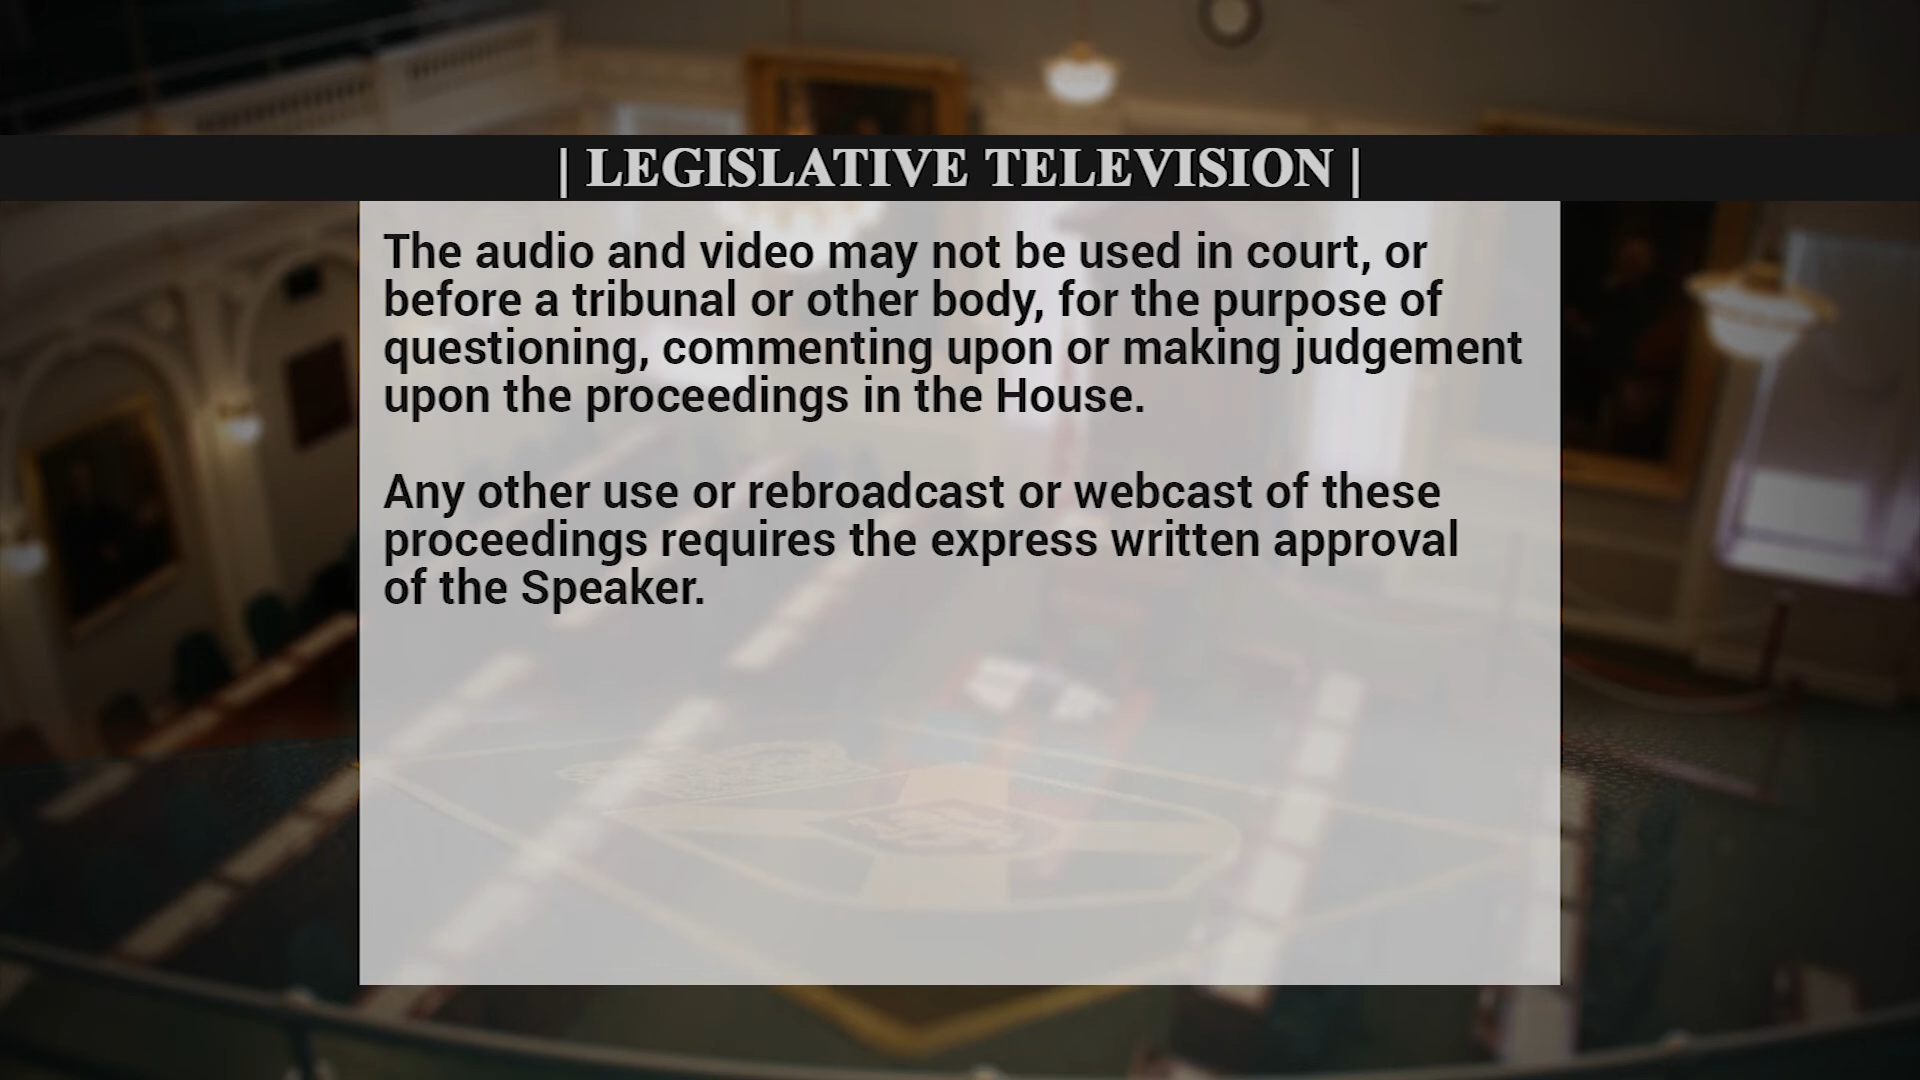 | LEGISLATIVE TELEVISION |
The audio and video may not be used in court, or
before a tribunal or other body, for the purpose of
questioning, commenting upon or making judgement
upon the proceedings in the House.
Any other use or rebroadcast or webcast of these
proceedings requires the express written approval
of the Speaker.